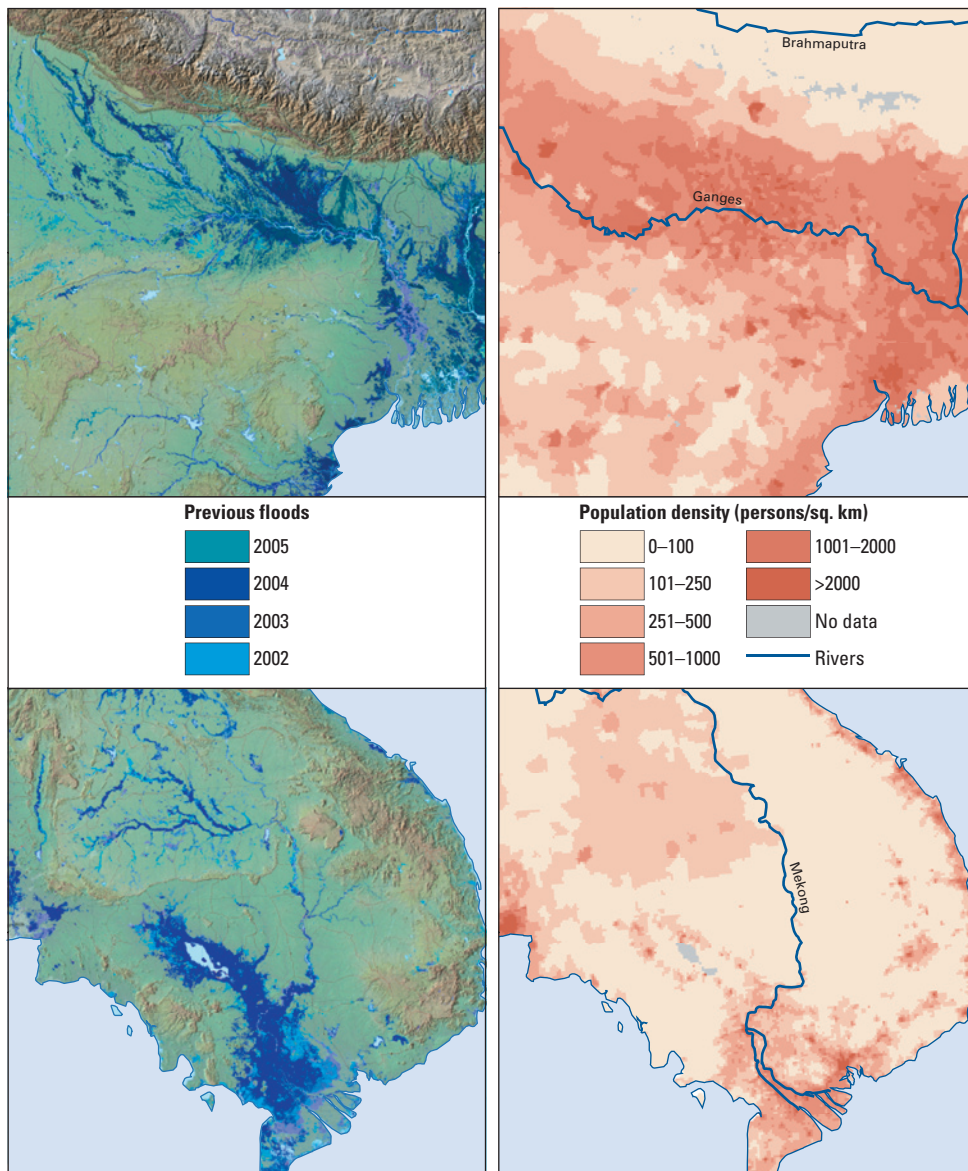 Brahmaputra
Ganges
Previous floods
2005
2004
2003
2002
Population density (persons/sq. km)
0–100
101–250
251–500
501–1000
1001–2000
>2000
No data
Rivers
Mekong